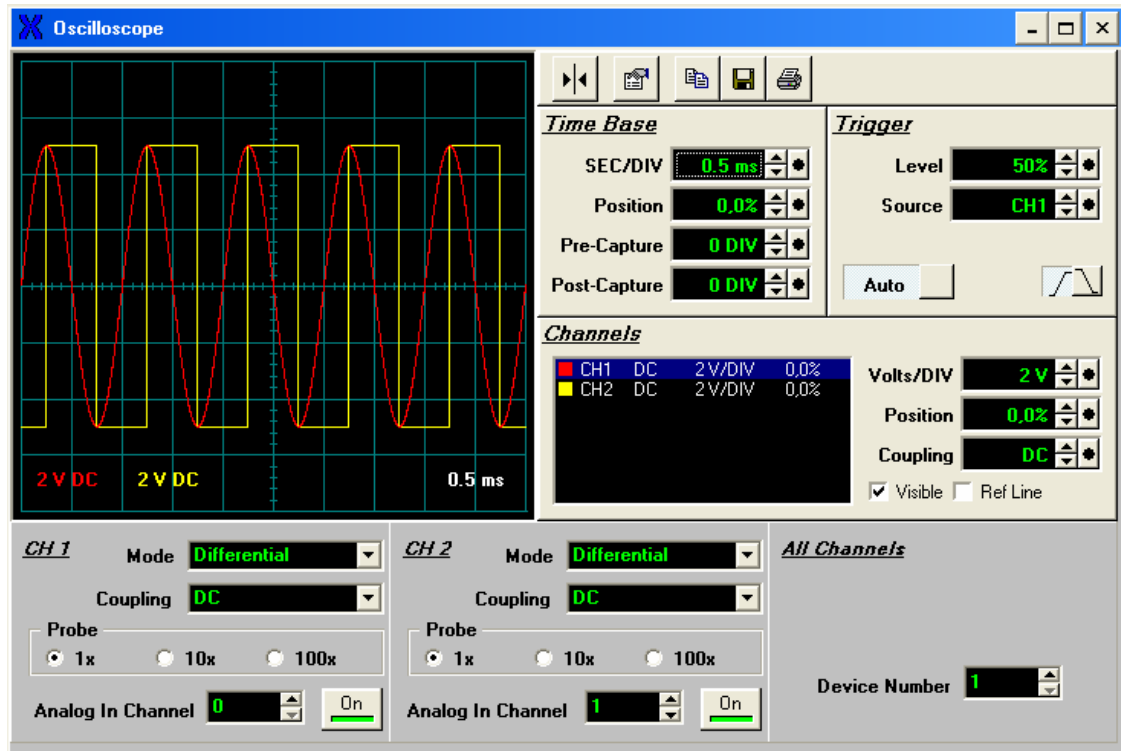 Oscilloscope
Time Base
SEC/DIV 0.5 ms
Position 0,0%
Pre-Capture 0 DIV
Post-Capture 0 DIV
Trigger
Level 50%
Source CH1
Auto
2 V DC 2 V DC 0.5 ms
Channels
CH1 DC 2 V/DIV 0,0%
CH2 DC 2 V/DIV 0,0%
Volts/DIV 2 V
Position 0,0%
Coupling DC
Visible Ref Line
CH 1
Mode Differential
Coupling DC
Probe
1x 10x 100x
Analog In Channel 0 On
CH 2
Mode Differential
Coupling DC
Probe
1x 10x 100x
Analog In Channel 1 On
All Channels
Device Number 1